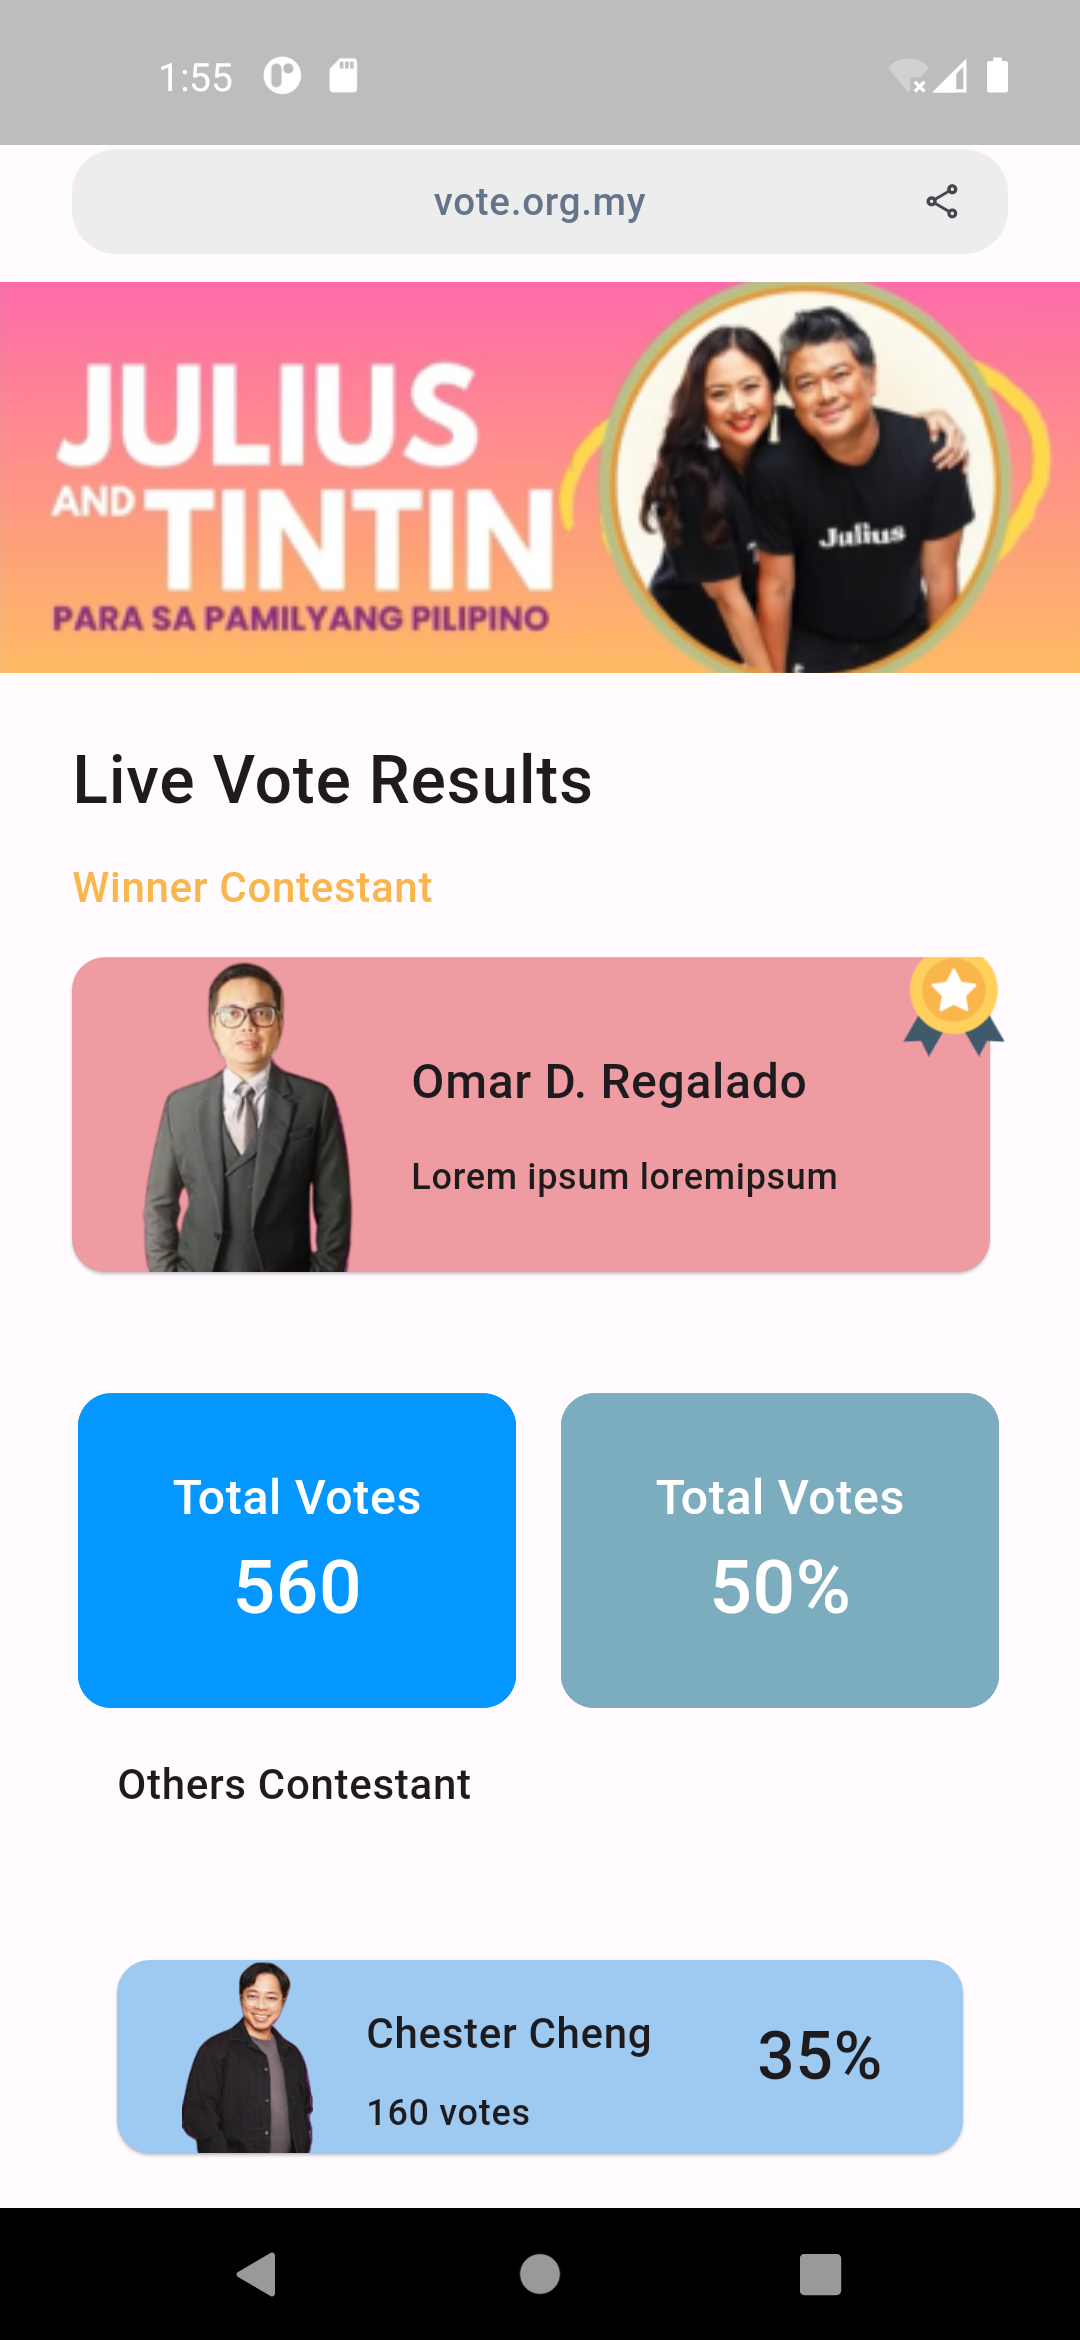 1:55
vote.org.my
JULIUS
AND TINTIN
PARA SA PAMILYANG PILIPINO
Julius
Live Vote Results
Winner Contestant
Omar D. Regalado
Lorem ipsum loremipsum
Total Votes
560
Total Votes
50%
Others Contestant
Chester Cheng
160 votes
35%